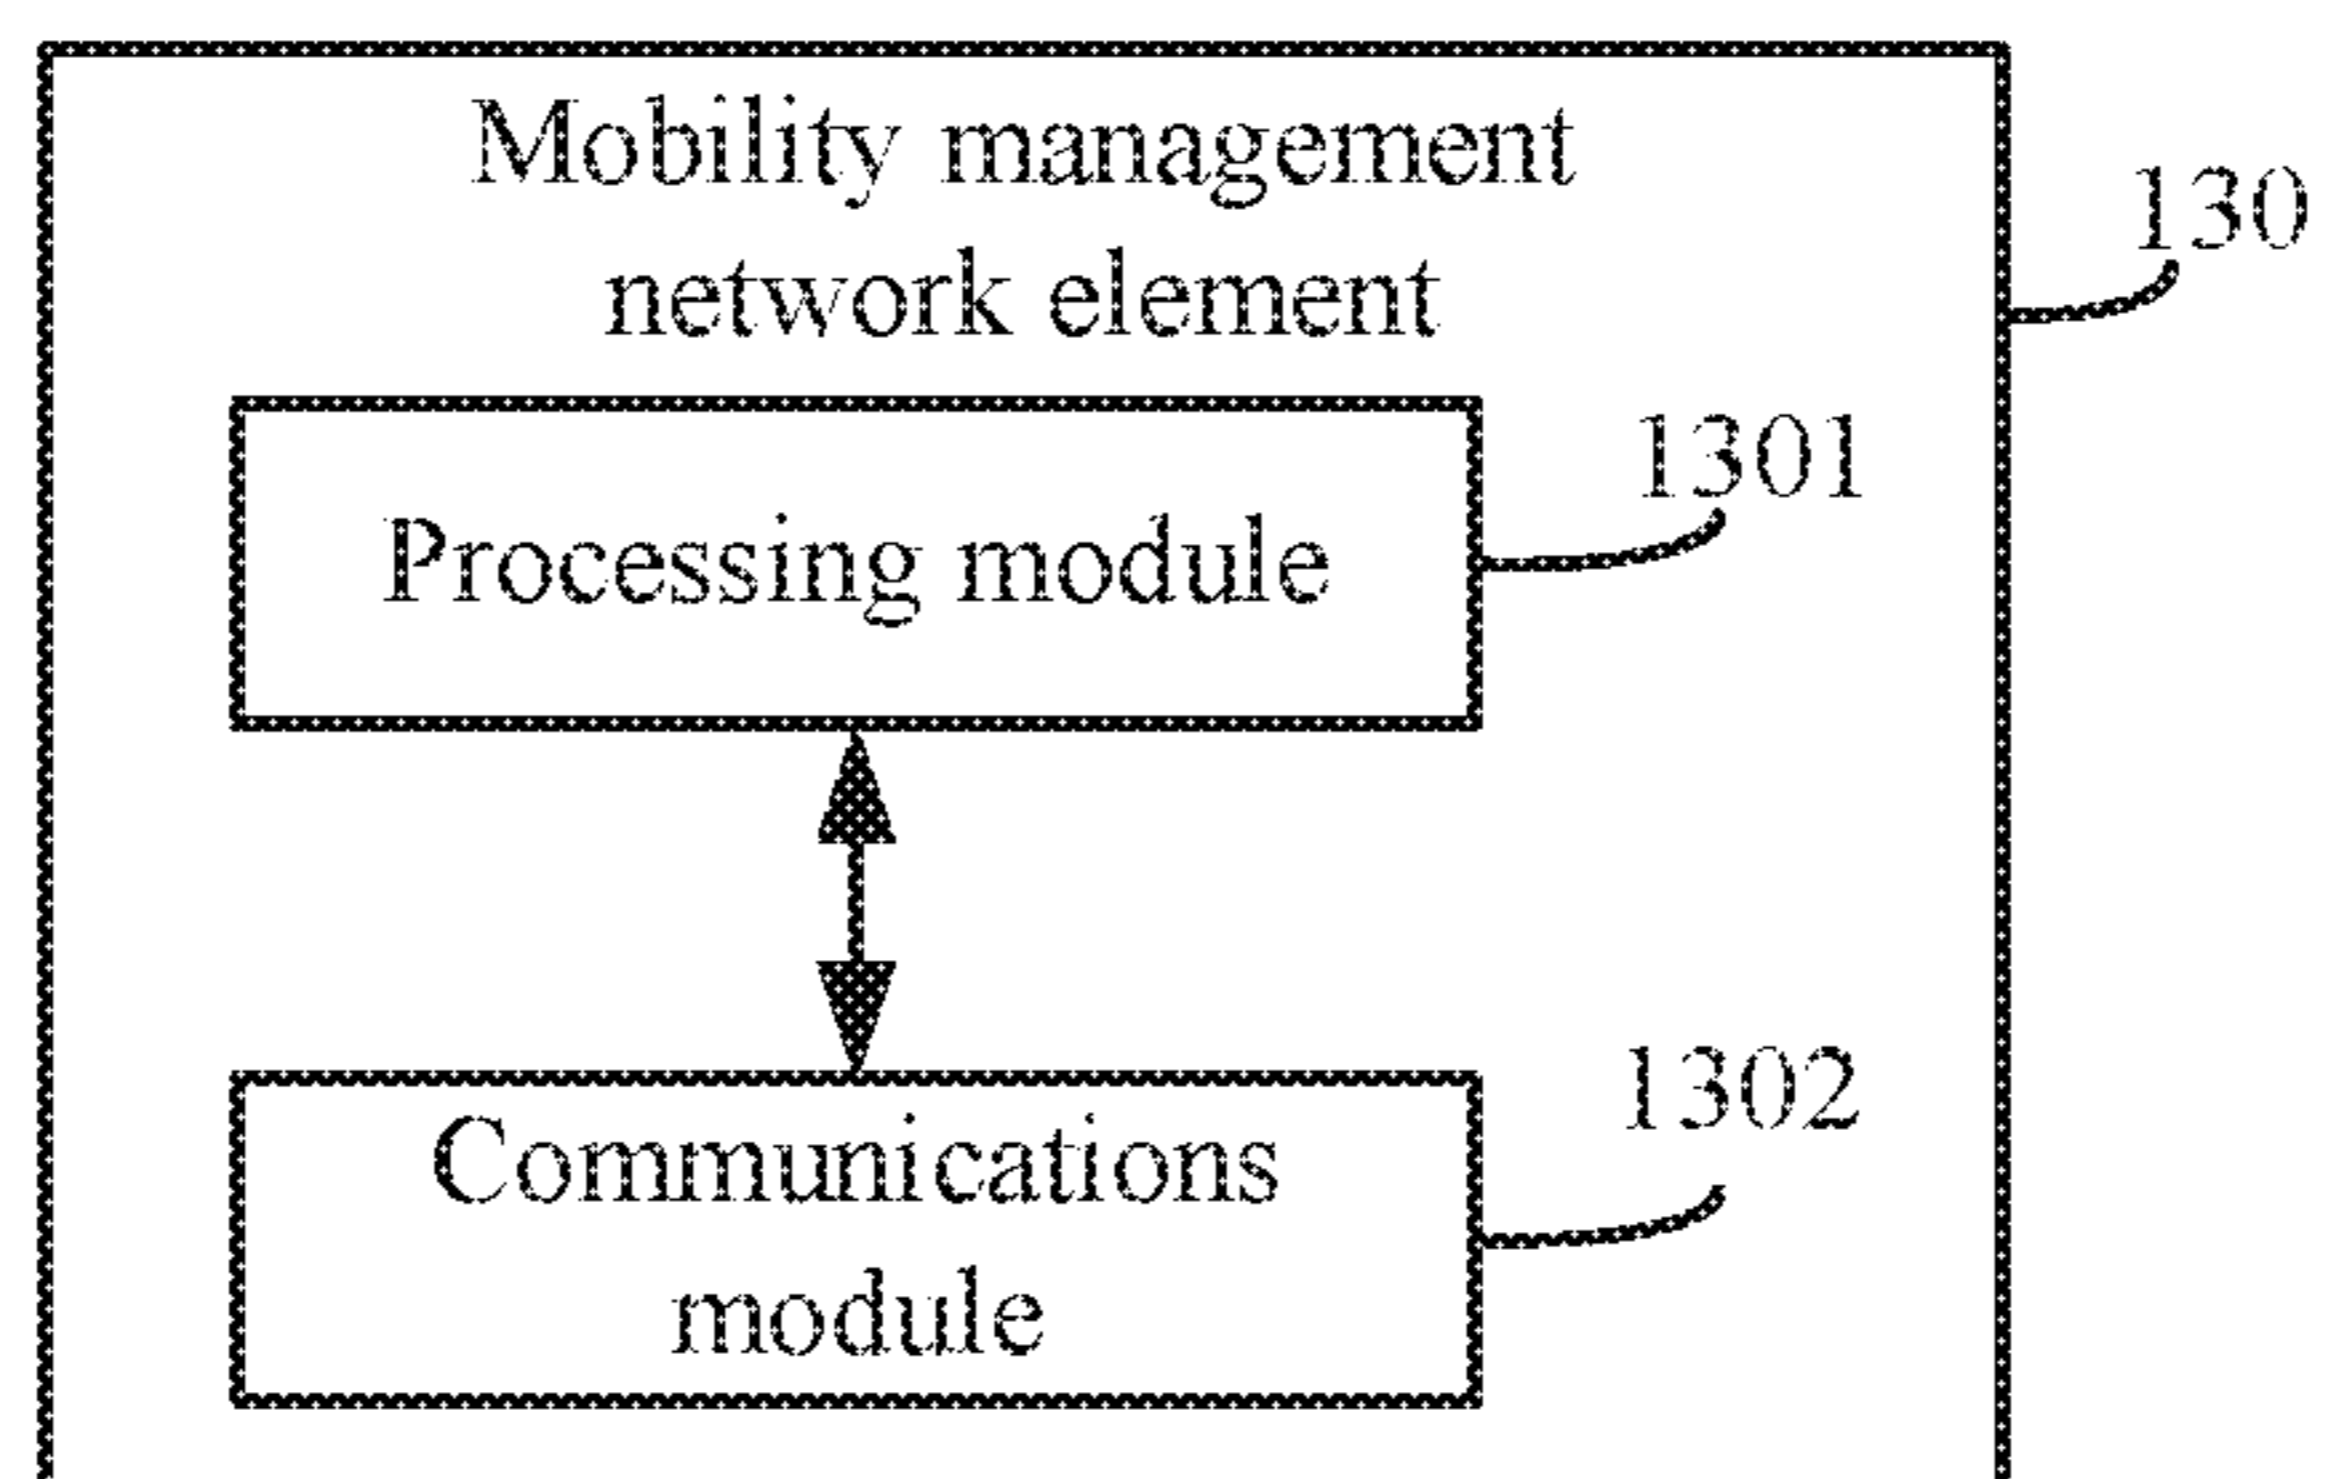 Mobility management
network element
130
1301
Processing module
1302
Communications
module